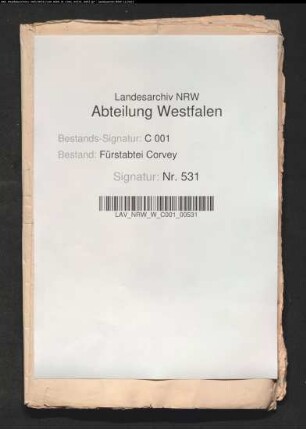 Landesarchiv NRW
Abteilung Westfalen
Bestands-Signatur: C 001
Bestand: Fürstabtei Corvey
Signatur: Nr. 531
LAV_NRW_W_C001_00531